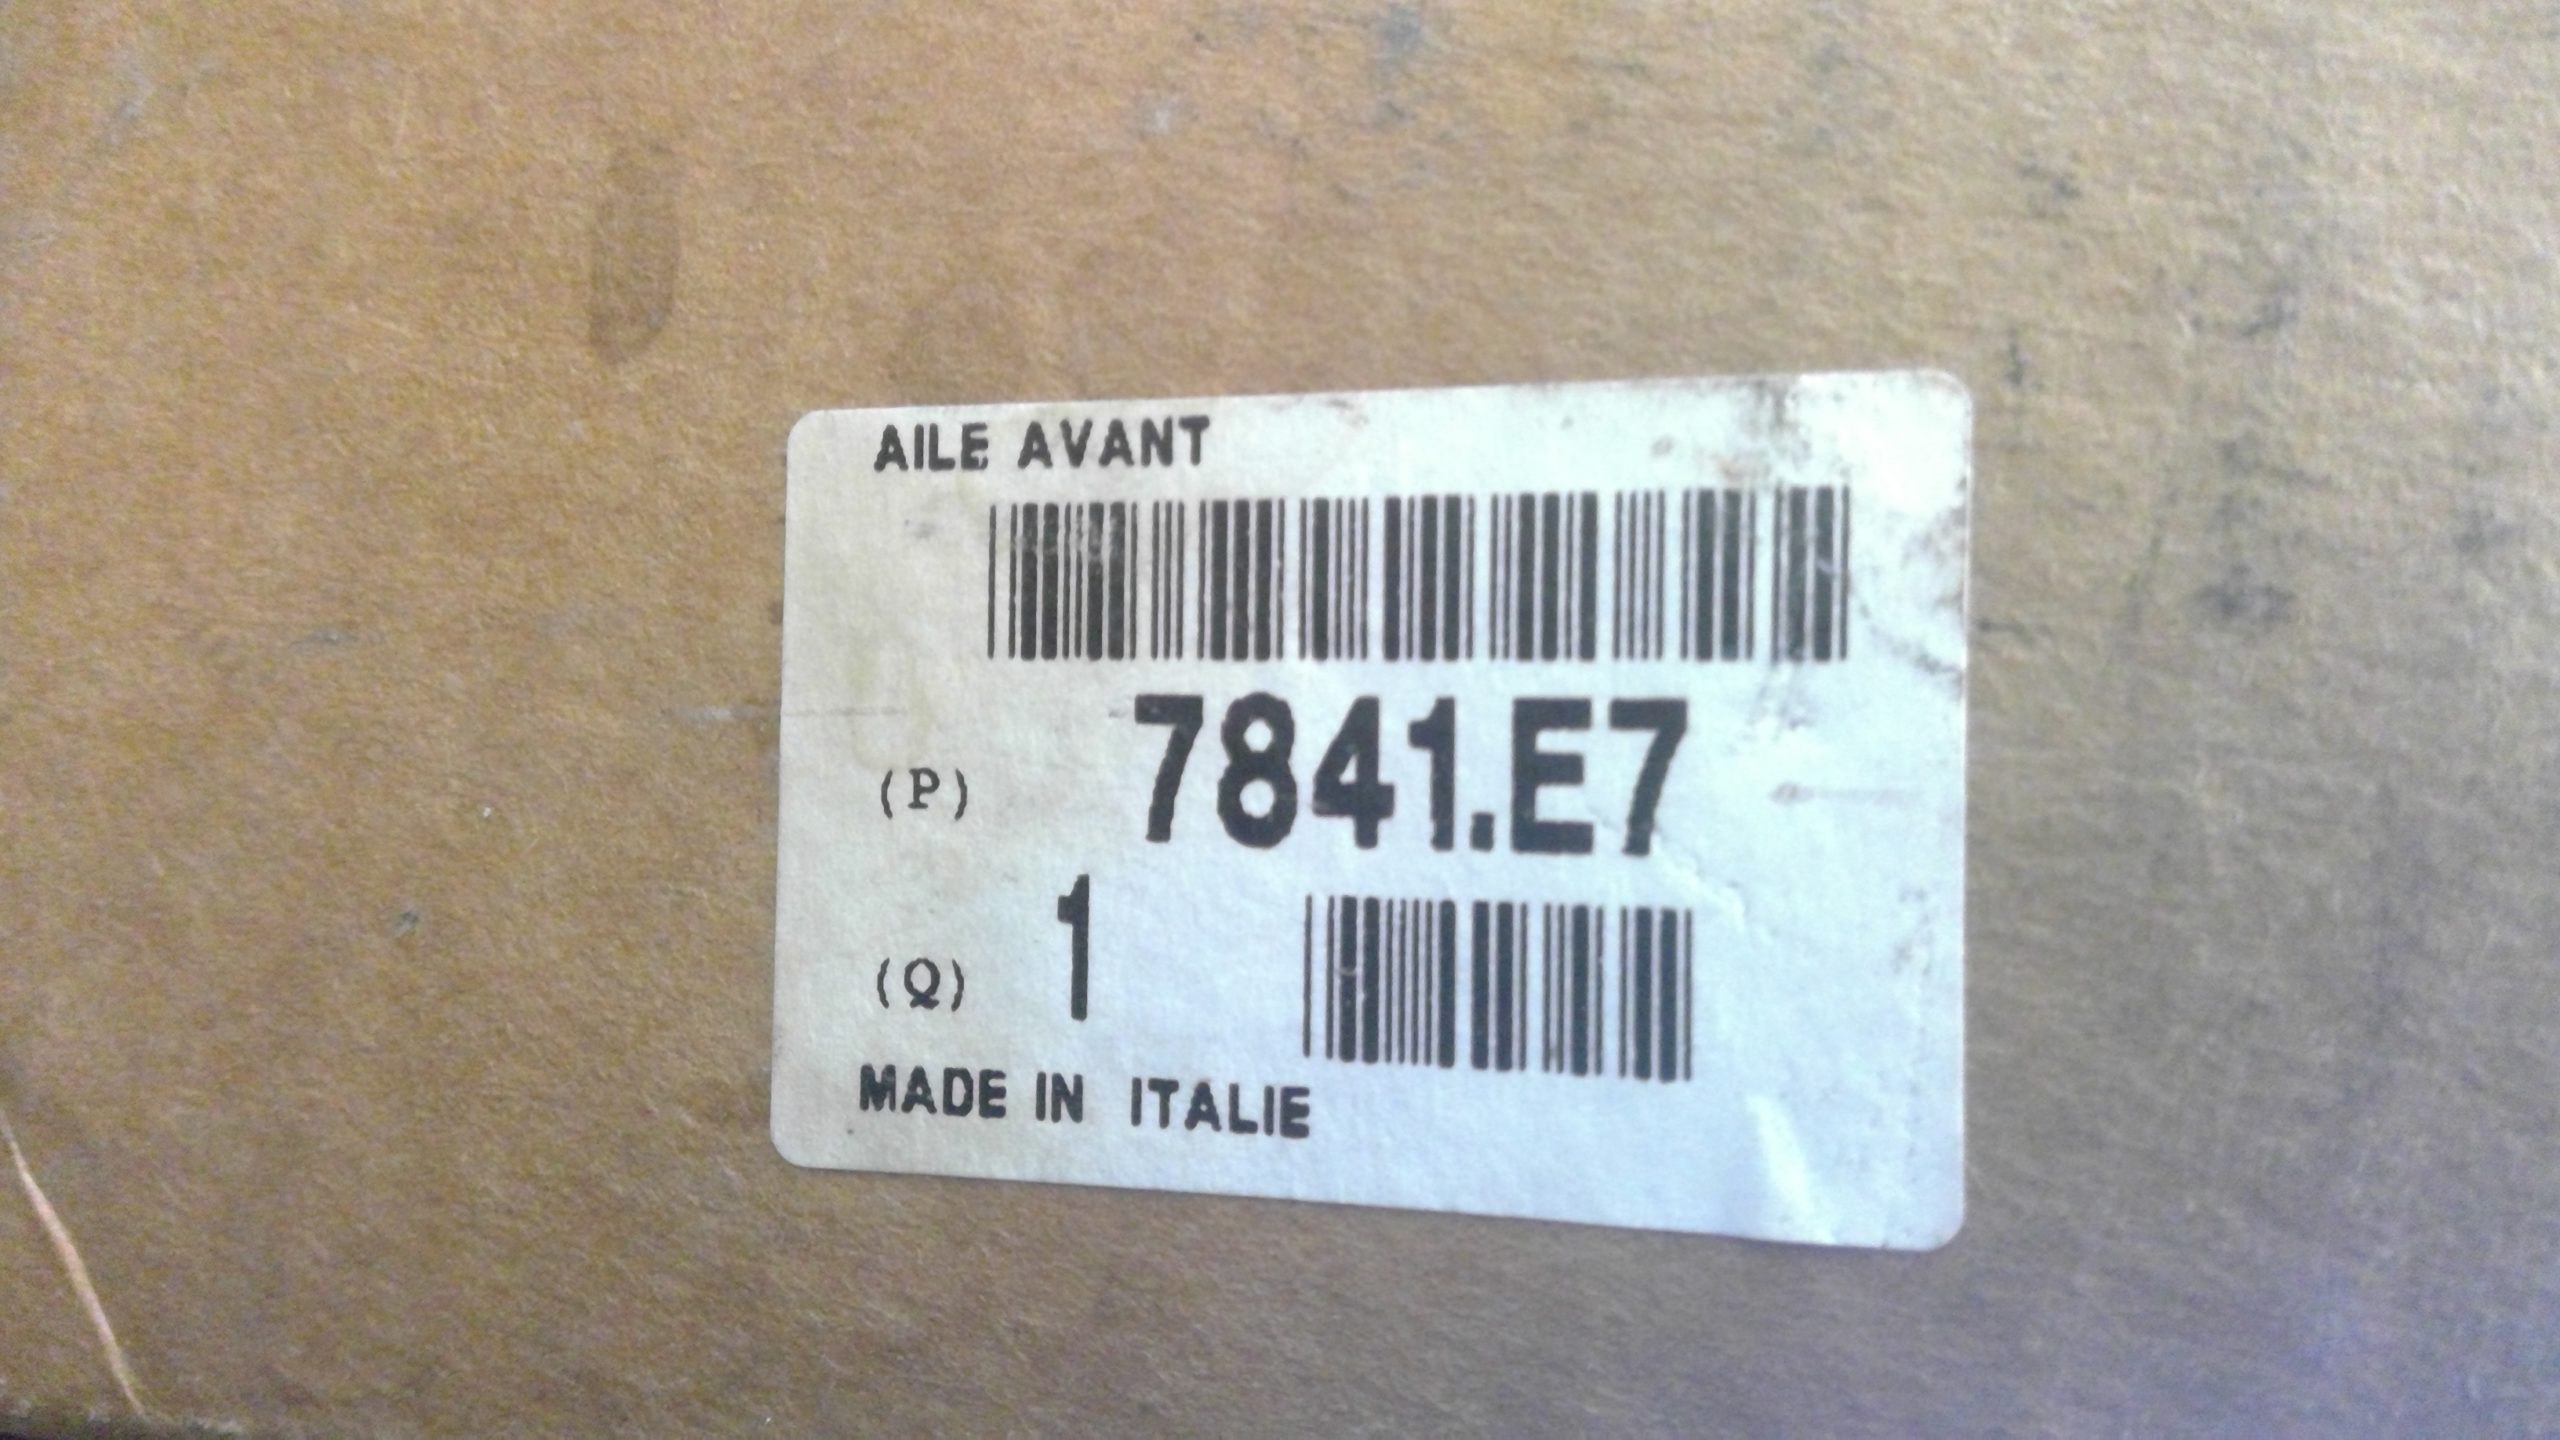 AILE AVANT
(P) 7841.E7
(Q) 1
MADE IN ITALIE